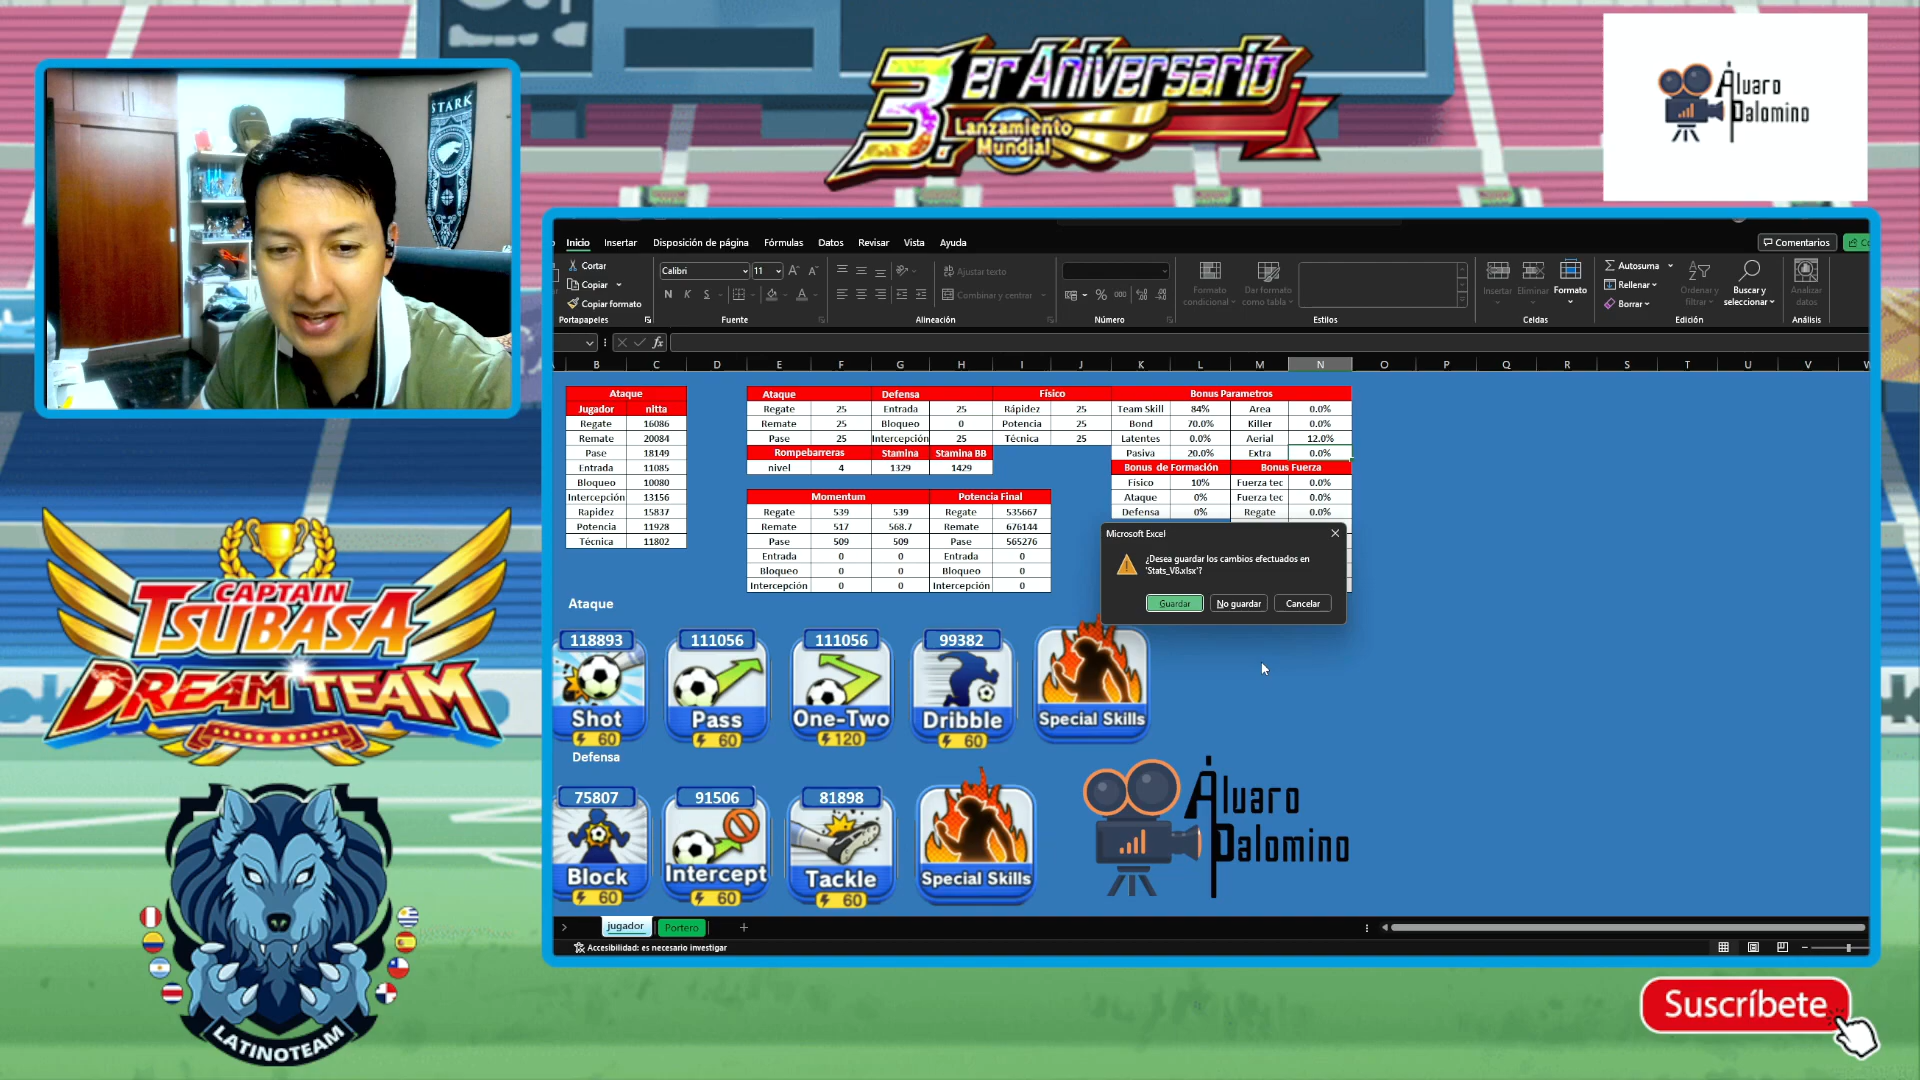 STARK
3.er Aniversario
Lanzamiento
Mundial
Álvaro
Palomino
Inicio Insertar Disposición de página Fórmulas Datos Revisar Vista Ayuda Comentarios
Cortar
Copiar
Copiar formato
Portapapeles
Calibri 11
N K S
Fuente
Ajustar texto
Combinar y centrar
Alineación
% 000
Número
Formato condicional
Dar formato como tabla
Estilos
Insertar Eliminar Formato
Celdas
Autosuma
Rellenar
Borrar
Ordenar y filtrar
Buscar y seleccionar
Edición
Analizar datos
Análisis
fx
B C D E F G H I J K L M N O P Q R S T U V W
Ataque
Jugador nitta
Regate 16086
Remate 20084
Pase 18149
Entrada 11085
Bloqueo 10080
Intercepción 13156
Rapidez 15837
Potencia 11928
Técnica 11802
Ataque Defensa Físico Bonus Parametros
Regate 25 Entrada 25 Rápidez 25 Team Skill 84% Area 0.0%
Remate 25 Bloqueo 0 Potencia 25 Bond 70.0% Killer 0.0%
Pase 25 Intercepción 25 Técnica 25 Latentes 0.0% Aerial 12.0%
Rompebarreras Stamina Stamina BB Pasiva 20.0% Extra 0.0%
nivel 4 1329 1429 Bonus de Formación Bonus Fuerza
Fisico 10% Fuerza tec 0.0%
Momentum Potencia Final Ataque 0% Fuerza tec 0.0%
Regate 539 539 Regate 535667 Defensa 0% Regate 0.0%
Remate 517 568.7 Remate 676144
Pase 509 509 Pase 565276
Entrada 0 0 Entrada 0
Bloqueo 0 0 Bloqueo 0
Intercepción 0 0 Intercepción 0
Microsoft Excel
¿Desea guardar los cambios efectuados en
'Stats_V8.xlsx'?
Guardar No guardar Cancelar
Ataque
118893 111056 111056 99382
Shot Pass One-Two Dribble Special Skills
60 60 120 60
Defensa
75807 91506 81898
Block Intercept Tackle Special Skills
60 60 60
Álvaro
Palomino
jugador Portero
Accesibilidad: es necesario investigar
CAPTAIN
TSUBASA
DREAM TEAM
LATINOTEAM
Suscríbete